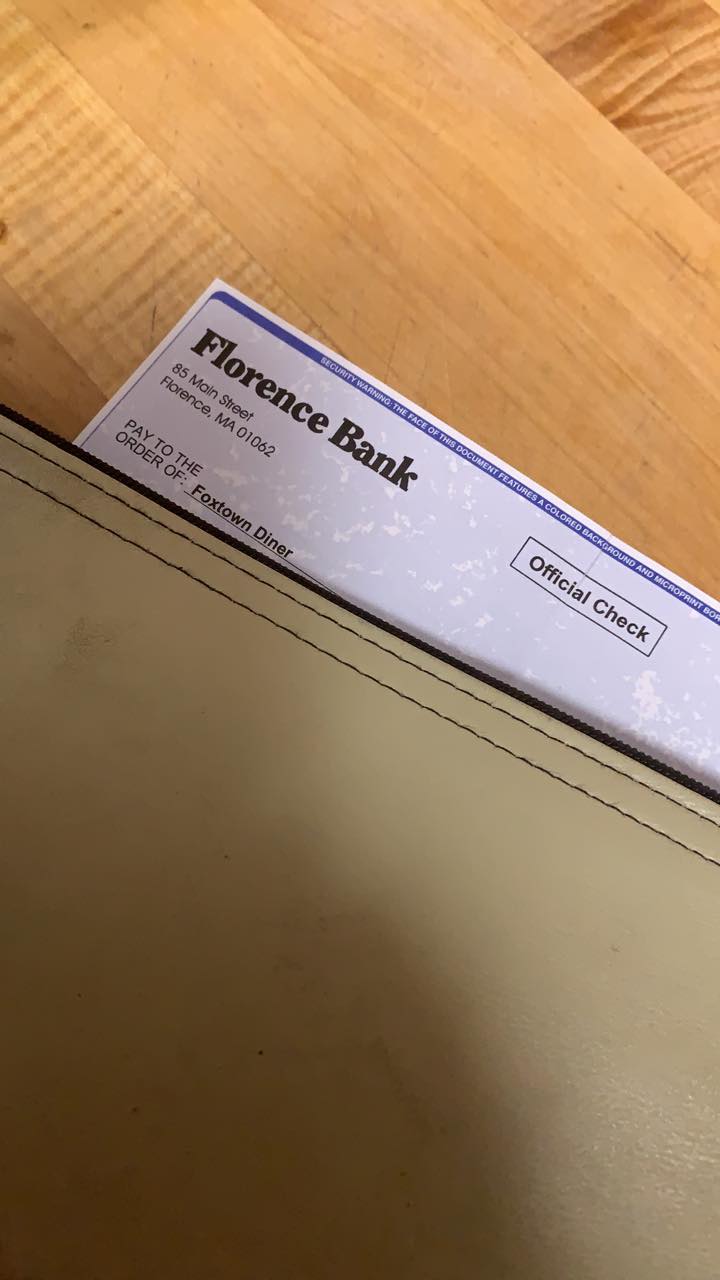 SECURITY WARNING: THE FACE OF THIS DOCUMENT FEATURES A COLORED BACKGROUND AND MICROPRINT
Florence Bank
85 Main Street
Florence, MA 01062
PAY TO THE
ORDER OF: Foxtown Diner
Official Check